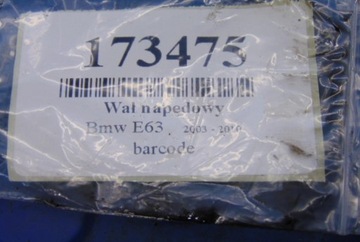 173475
Wał napędowy
Bmw E63 , 2003 - 2010
barcode